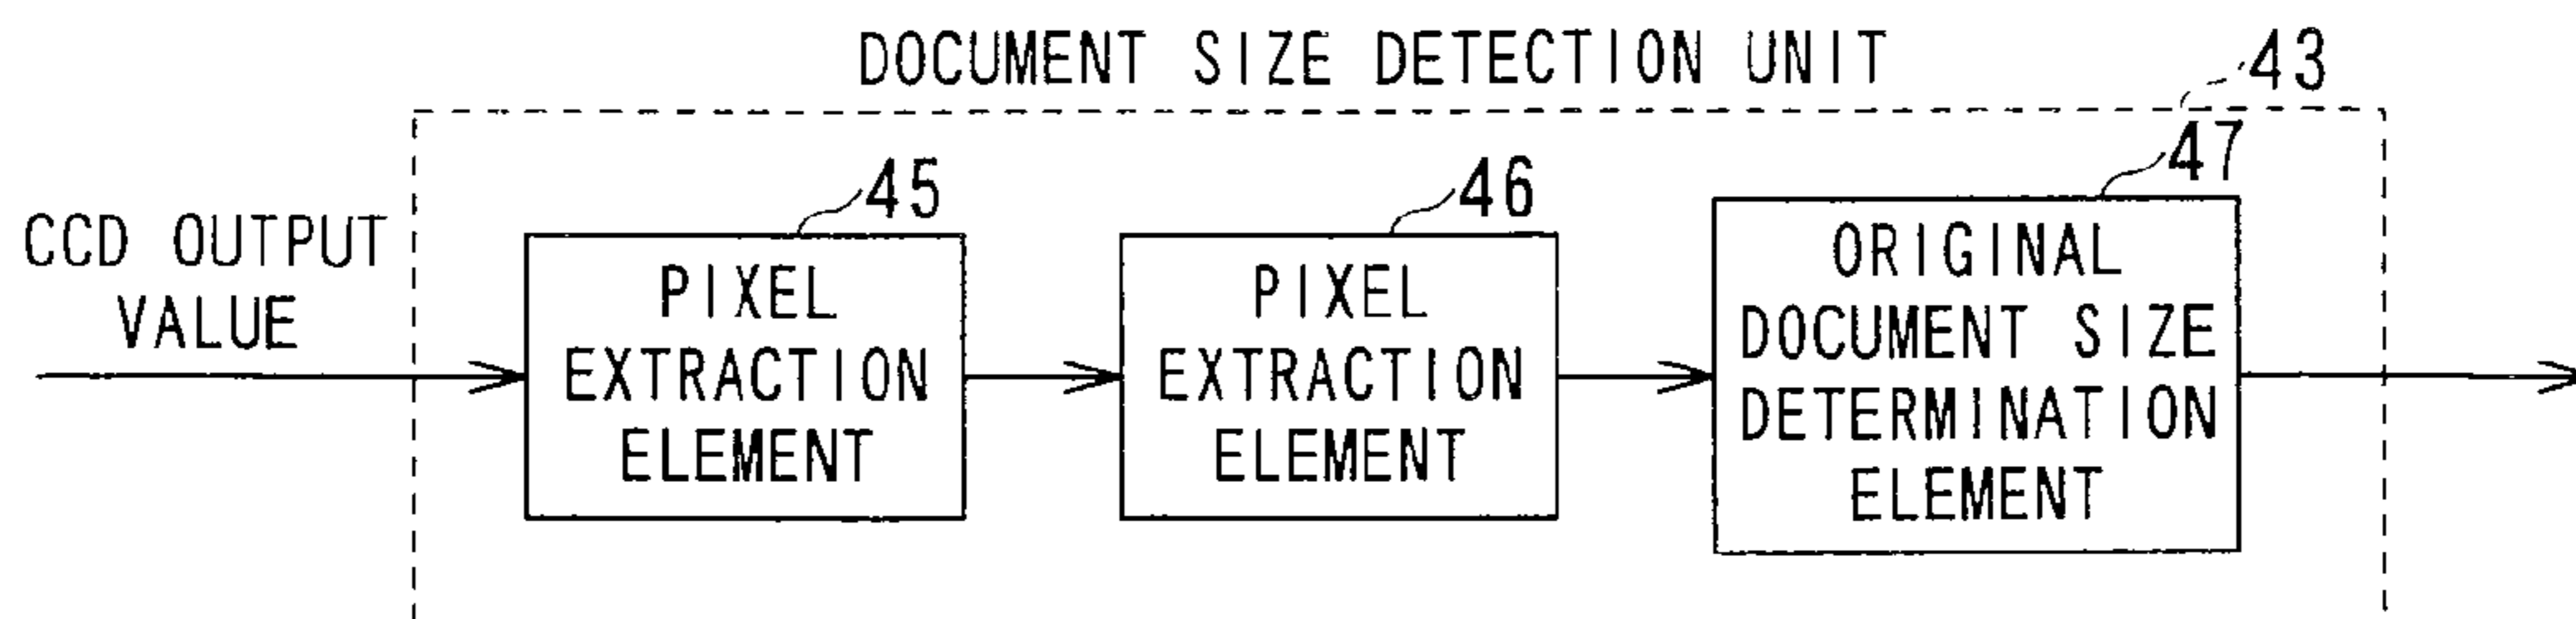 DOCUMENT SIZE DETECTION UNIT
43
CCD OUTPUT
VALUE
45
PIXEL
EXTRACTION
ELEMENT
46
PIXEL
EXTRACTION
ELEMENT
47
ORIGINAL
DOCUMENT SIZE
DETERMINATION
ELEMENT